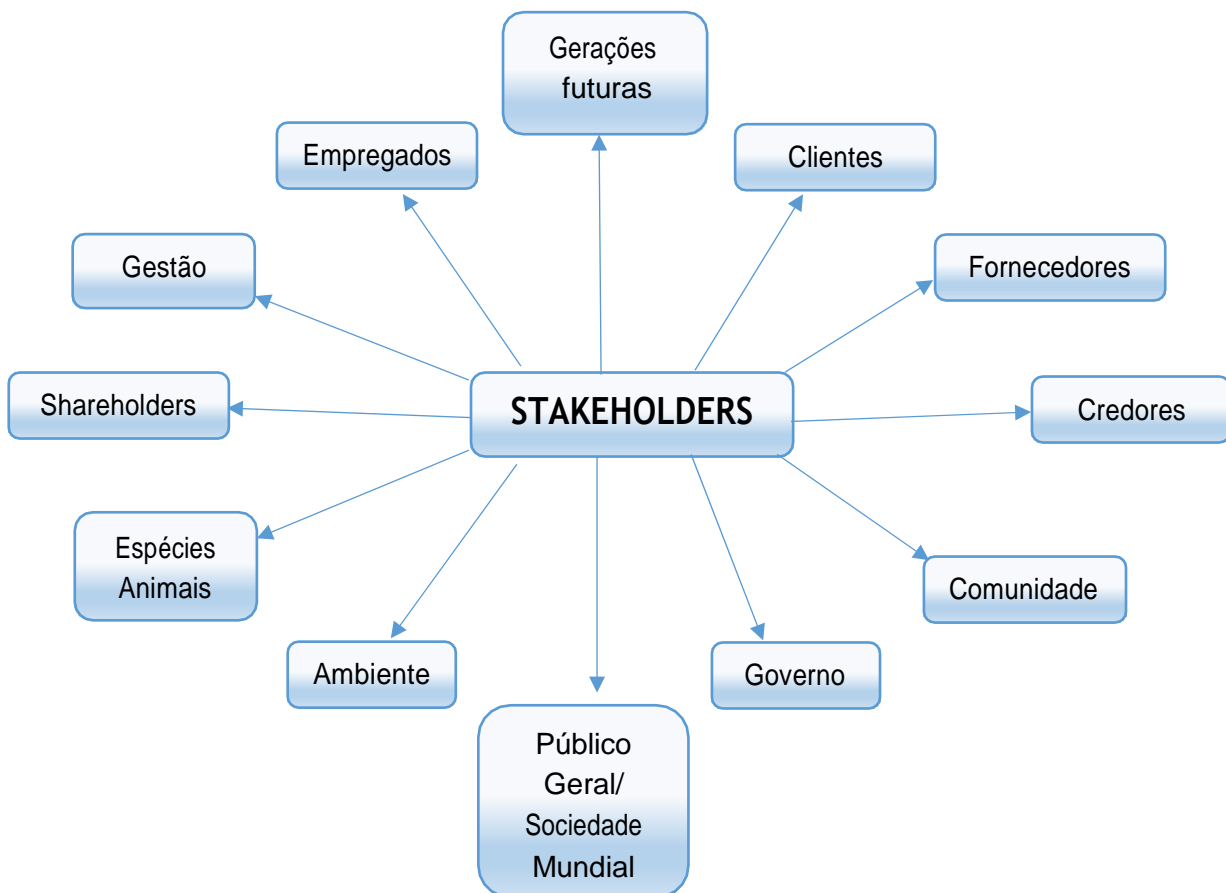 Gerações
futuras
Empregados
Clientes
Gestão
Fornecedores
Shareholders
STAKEHOLDERS
Credores
Espécies
Animais
Comunidade
Ambiente
Governo
Público
Geral/
Sociedade
Mundial